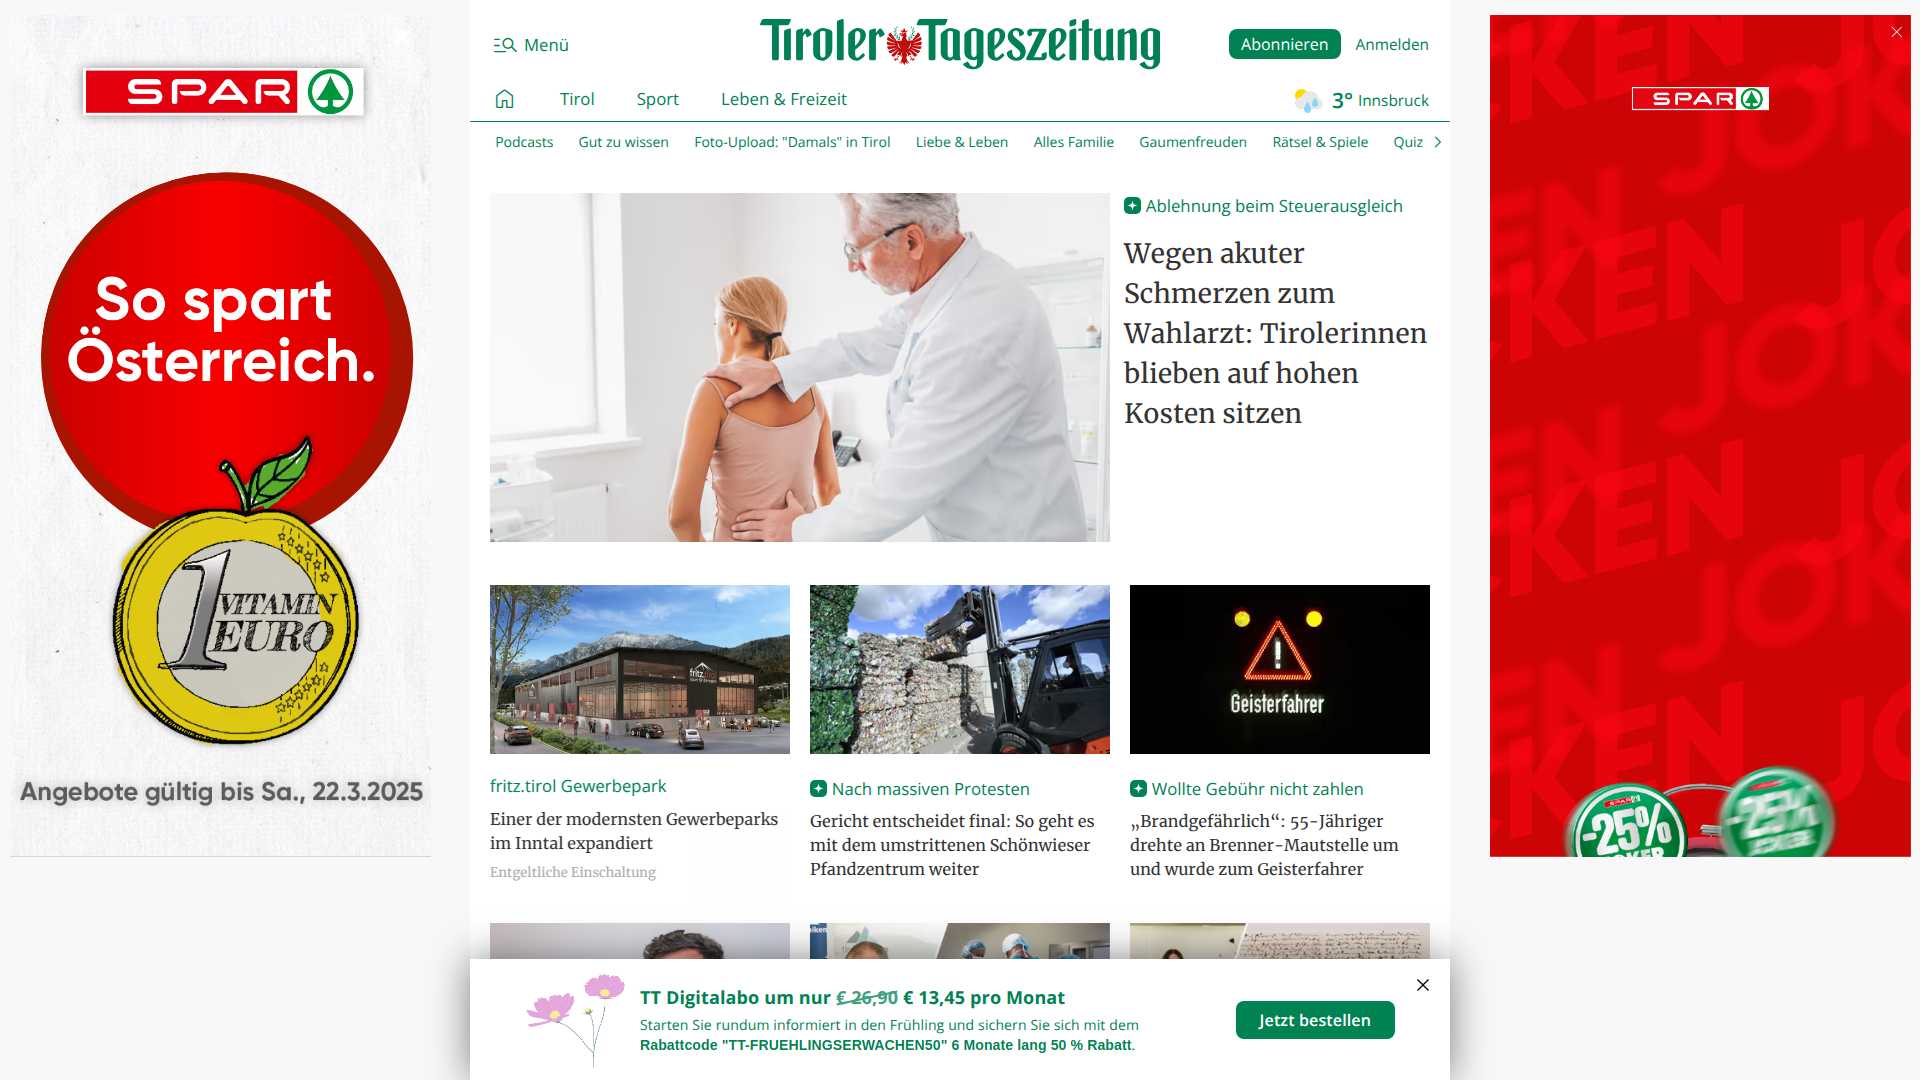 SPAR
So spart
Österreich.
1 VITAMIN
EURO
Angebote gültig bis Sa., 22.3.2025
Menü
Tiroler Tageszeitung
Abonnieren
Anmelden
Tirol
Sport
Leben & Freizeit
3° Innsbruck
Podcasts
Gut zu wissen
Foto-Upload: "Damals" in Tirol
Liebe & Leben
Alles Familie
Gaumenfreuden
Rätsel & Spiele
Quiz
Ablehnung beim Steuerausgleich
Wegen akuter
Schmerzen zum
Wahlarzt: Tirolerinnen
blieben auf hohen
Kosten sitzen
fritz.tirol
fritz.tirol Gewerbepark
Einer der modernsten Gewerbeparks
im Inntal expandiert
Entgeltliche Einschaltung
Nach massiven Protesten
Gericht entscheidet final: So geht es
mit dem umstrittenen Schönwieser
Pfandzentrum weiter
Geisterfahrer
Wollte Gebühr nicht zahlen
„Brandgefährlich“: 55-Jähriger
drehte an Brenner-Mautstelle um
und wurde zum Geisterfahrer
TT Digitalabo um nur € 26,90 € 13,45 pro Monat
Starten Sie rundum informiert in den Frühling und sichern Sie sich mit dem
Rabattcode "TT-FRUEHLINGSERWACHEN50" 6 Monate lang 50 % Rabatt.
Jetzt bestellen
SPAR
-25%
JOKER
-25%
JOKER